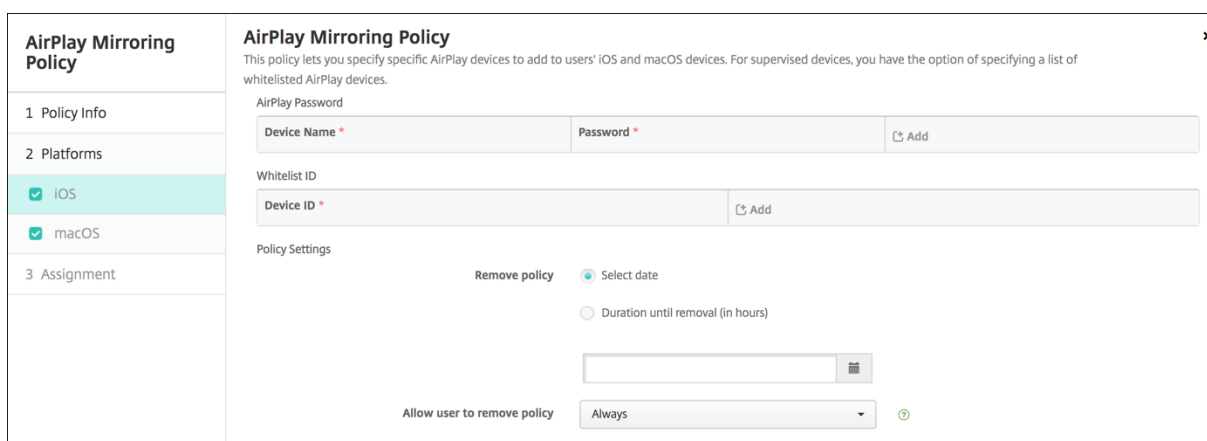 AirPlay Mirroring
Policy
1 Policy Info
2 Platforms
iOS
macOS
3 Assignment
AirPlay Mirroring Policy
This policy lets you specify specific AirPlay devices to add to users' iOS and macOS devices. For supervised devices, you have the option of specifying a list of
whitelisted AirPlay devices.
AirPlay Password
Device Name * Password * Add
Whitelist ID
Device ID * Add
Policy Settings
Remove policy Select date
Duration until removal (in hours)
Allow user to remove policy Always ?